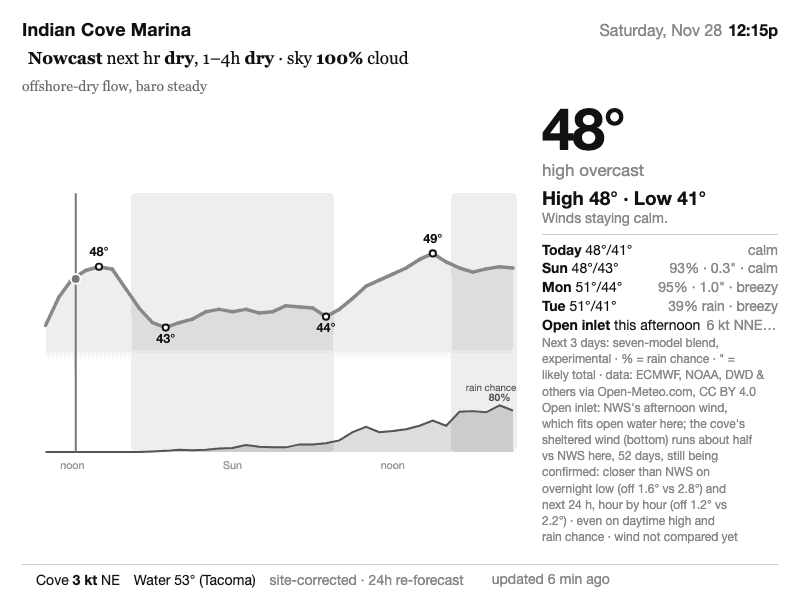 Indian Cove Marina
Saturday, Nov 28 12:15p
Nowcast next hr dry, 1–4h dry · sky 100% cloud
offshore-dry flow, baro steady
48°
high overcast
High 48° · Low 41°
Winds staying calm.
48°
43°
44°
49°
rain chance
80%
noon
Sun
noon
Today 48°/41° calm
Sun 48°/43° 93% · 0.3" · calm
Mon 51°/44° 95% · 1.0" · breezy
Tue 51°/41° 39% rain · breezy
Open inlet this afternoon 6 kt NNE…
Next 3 days: seven-model blend,
experimental · % = rain chance · " =
likely total · data: ECMWF, NOAA, DWD &
others via Open-Meteo.com, CC BY 4.0
Open inlet: NWS's afternoon wind,
which fits open water here; the cove's
sheltered wind (bottom) runs about half
vs NWS here, 52 days, still being
confirmed: closer than NWS on
overnight low (off 1.6° vs 2.8°) and
next 24 h, hour by hour (off 1.2° vs
2.2°) · even on daytime high and
rain chance · wind not compared yet
Cove 3 kt NE Water 53° (Tacoma) site-corrected · 24h re-forecast updated 6 min ago